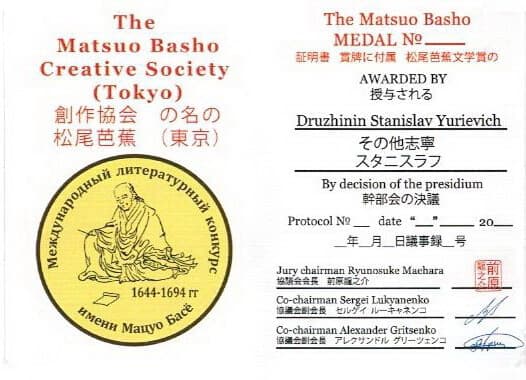 The
Matsuo Basho
Creative Society
(Tokyo)
創作協会 の名の
松尾芭蕉 （東京）
Международный литературный конкурс
1644-1694 гг
имени Мацуо Басё
The Matsuo Basho
MEDAL №____
証明書 賞牌に付属 松尾芭蕉文学賞の
AWARDED BY
授与される
Druzhinin Stanislav Yurievich
その他志寧
スタニスラフ
By decision of the presidium
幹部会の決議
Protocol №__ date “__” ____ 20__
__年__月__日議事録__号
Jury chairman Ryunosuke Maehara
協議会会長 前原龍之介
前原
龍之介
Co-chairman Sergei Lukyanenko
協議会副会長 セルゲイ ルーキャネンコ
Co-chairman Alexander Gritsenko
協議会副会長 アレクサンドル グリーツェンコ